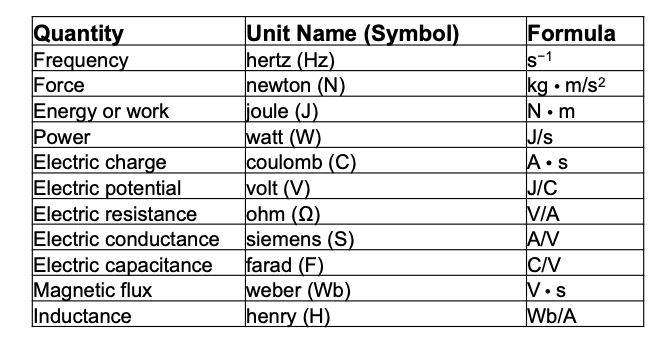 Quantity Unit Name (Symbol) Formula
Frequency hertz (Hz) s⁻¹
Force newton (N) kg • m/s²
Energy or work joule (J) N • m
Power watt (W) J/s
Electric charge coulomb (C) A • s
Electric potential volt (V) J/C
Electric resistance ohm (Ω) V/A
Electric conductance siemens (S) A/V
Electric capacitance farad (F) C/V
Magnetic flux weber (Wb) V • s
Inductance henry (H) Wb/A